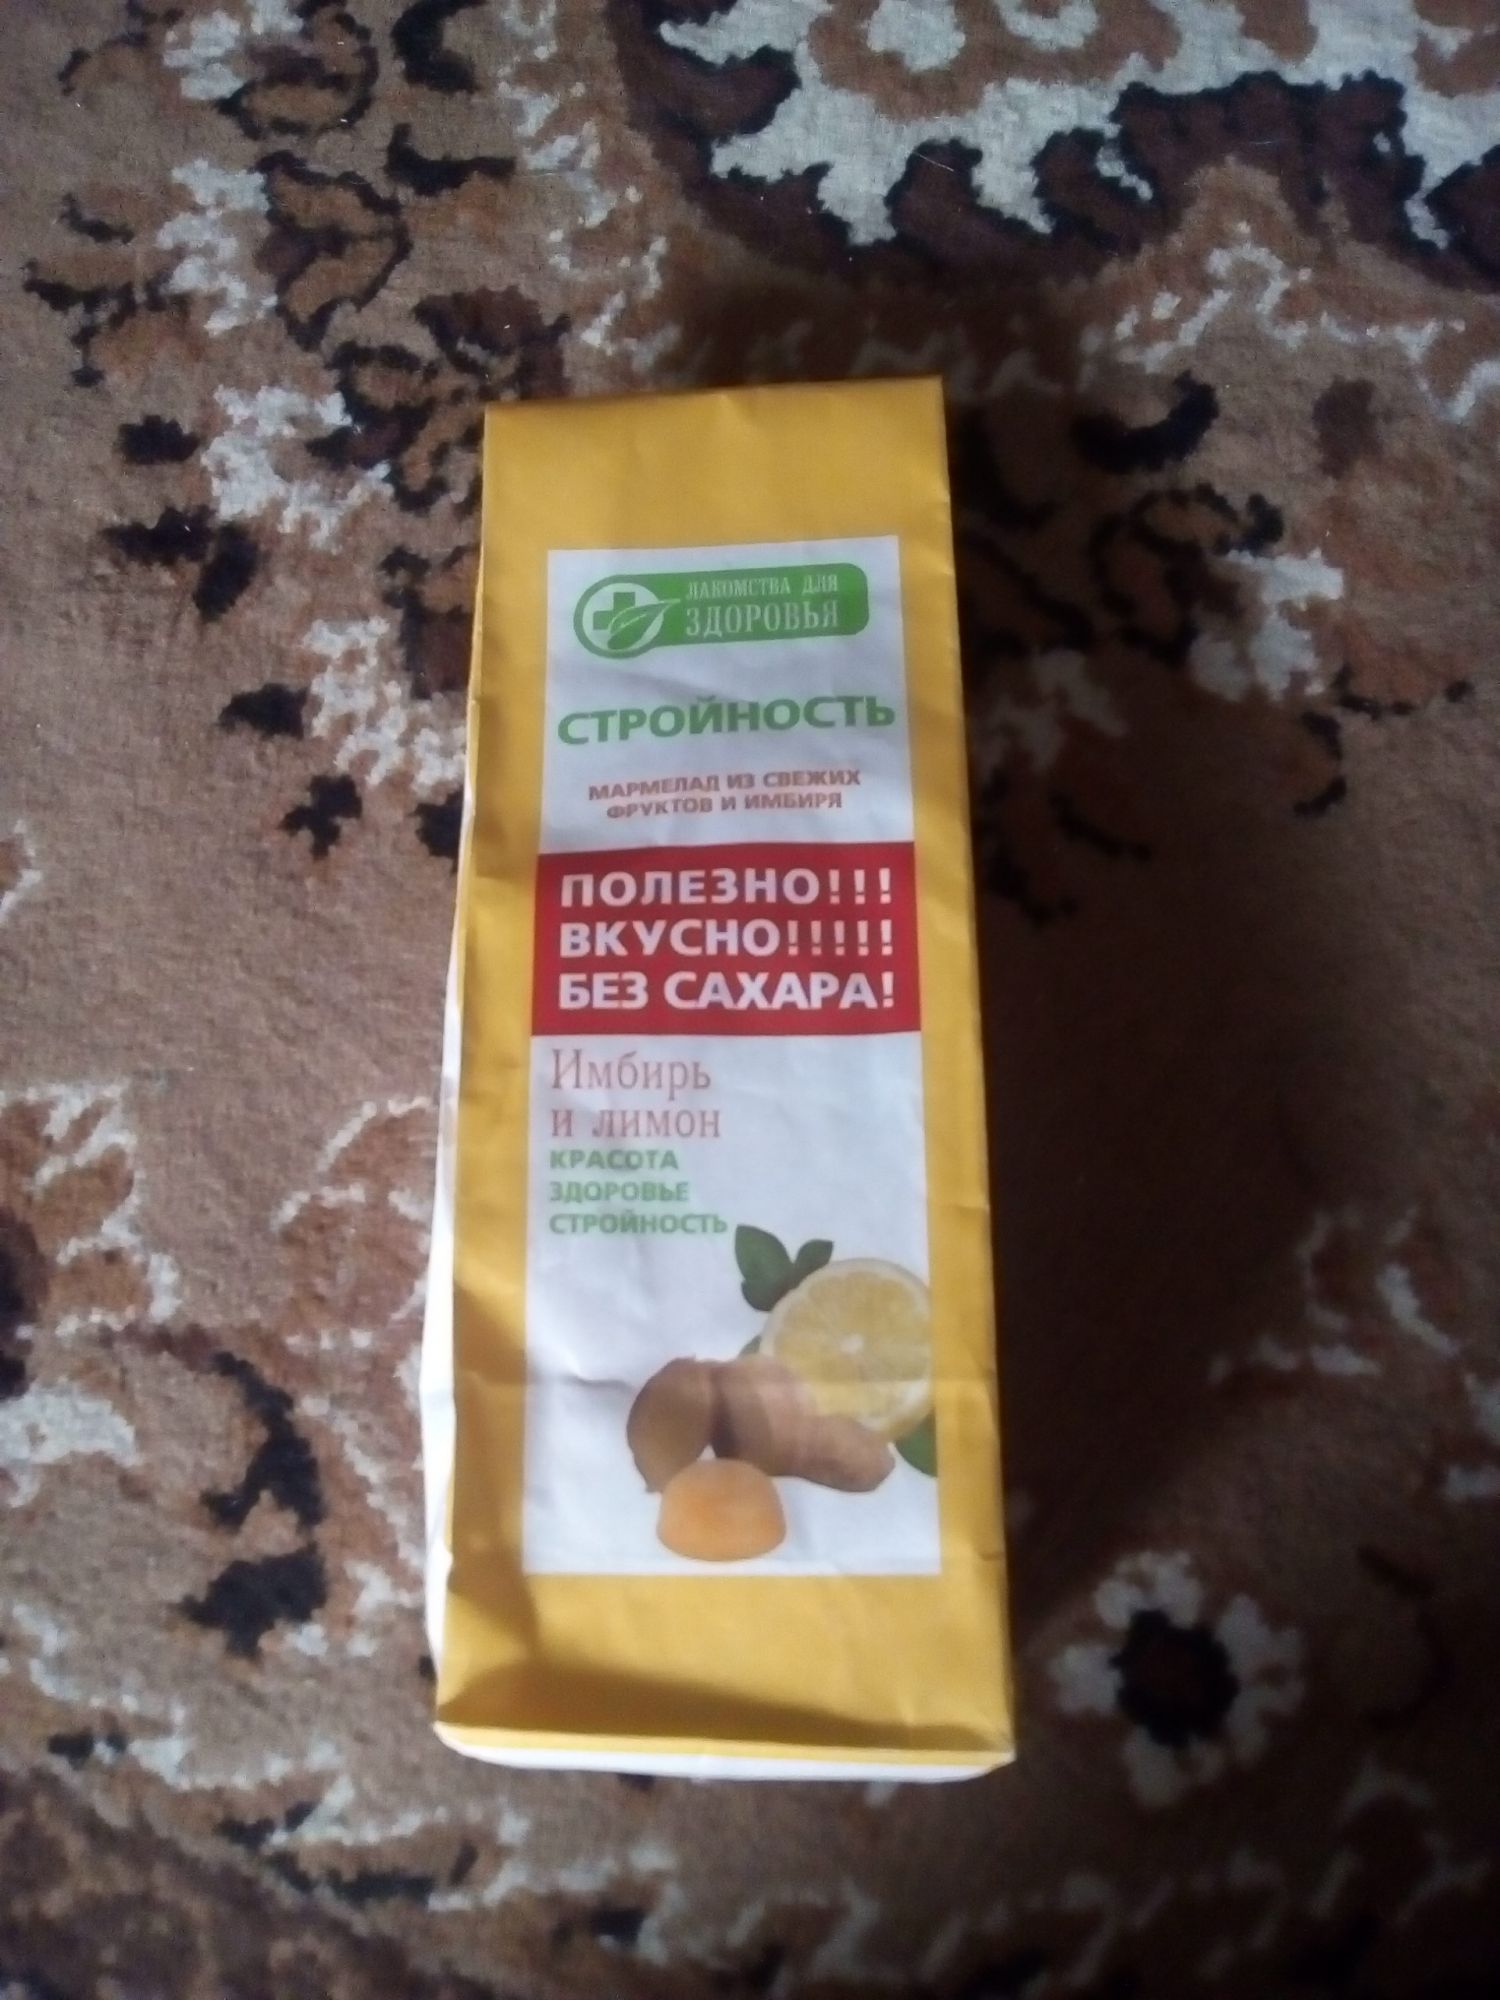 ЛАКОМСТВА ДЛЯ
ЗДОРОВЬЯ
СТРОЙНОСТЬ
МАРМЕЛАД ИЗ СВЕЖИХ
ФРУКТОВ И ИМБИРЯ
ПОЛЕЗНО!!!
ВКУСНО!!!!!
БЕЗ САХАРА!
Имбирь
и лимон
КРАСОТА
ЗДОРОВЬЕ
СТРОЙНОСТЬ